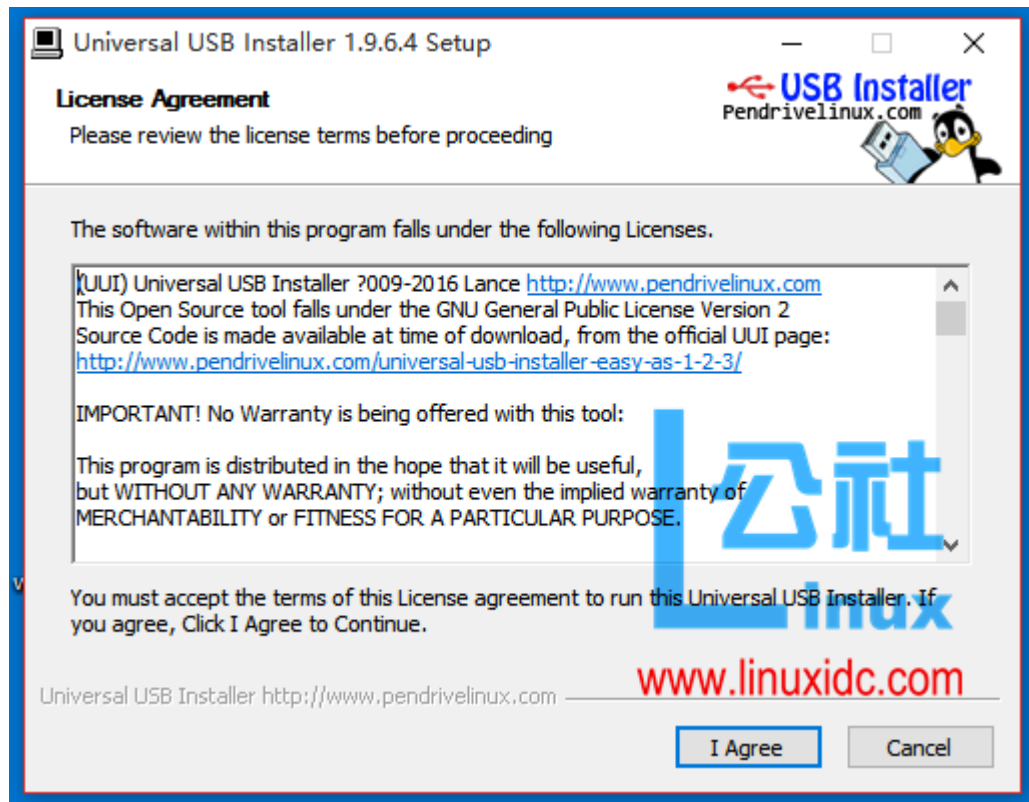 Universal USB Installer 1.9.6.4 Setup
License Agreement
Please review the license terms before proceeding
USB Installer
Pendrivelinux.com
The software within this program falls under the following Licenses.
(UUI) Universal USB Installer ?009-2016 Lance http://www.pendrivelinux.com
This Open Source tool falls under the GNU General Public License Version 2
Source Code is made available at time of download, from the official UUI page:
http://www.pendrivelinux.com/universal-usb-installer-easy-as-1-2-3/
IMPORTANT! No Warranty is being offered with this tool:
This program is distributed in the hope that it will be useful,
but WITHOUT ANY WARRANTY; without even the implied warranty of
MERCHANTABILITY or FITNESS FOR A PARTICULAR PURPOSE.
公社
Linux
You must accept the terms of this License agreement to run this Universal USB Installer. If
you agree, Click I Agree to Continue.
www.linuxidc.com
Universal USB Installer http://www.pendrivelinux.com
I Agree
Cancel